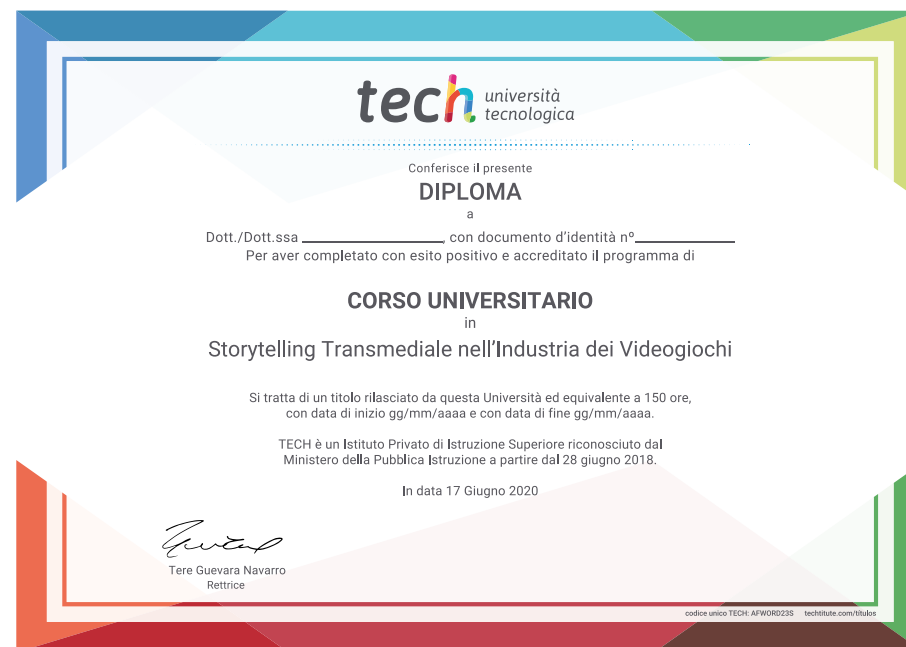 tech università
tecnologica
Conferisce il presente
DIPLOMA
a
Dott./Dott.ssa ____________________, con documento d'identità nº______________
Per aver completato con esito positivo e accreditato il programma di
CORSO UNIVERSITARIO
in
Storytelling Transmediale nell'Industria dei Videogiochi
Si tratta di un titolo rilasciato da questa Università ed equivalente a 150 ore,
con data di inizio gg/mm/aaaa e con data di fine gg/mm/aaaa.
TECH è un Istituto Privato di Istruzione Superiore riconosciuto dal
Ministero della Pubblica Istruzione a partire dal 28 giugno 2018.
In data 17 Giugno 2020
Tere Guevara Navarro
Rettrice
codice unico TECH: AFWORD23S techtitute.com/titulos